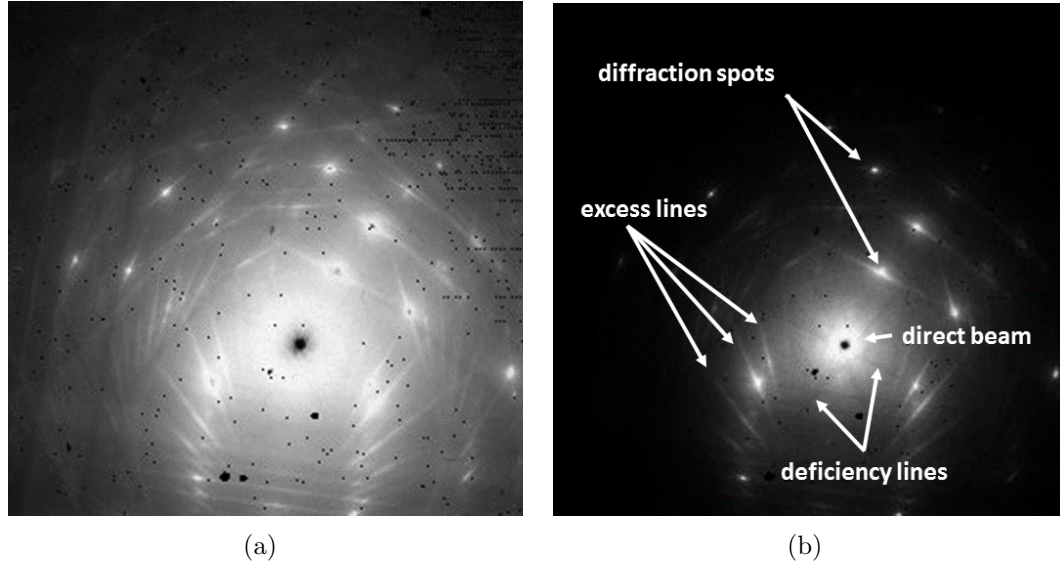 diffraction spots
excess lines
direct beam
deficiency lines
(a)
(b)